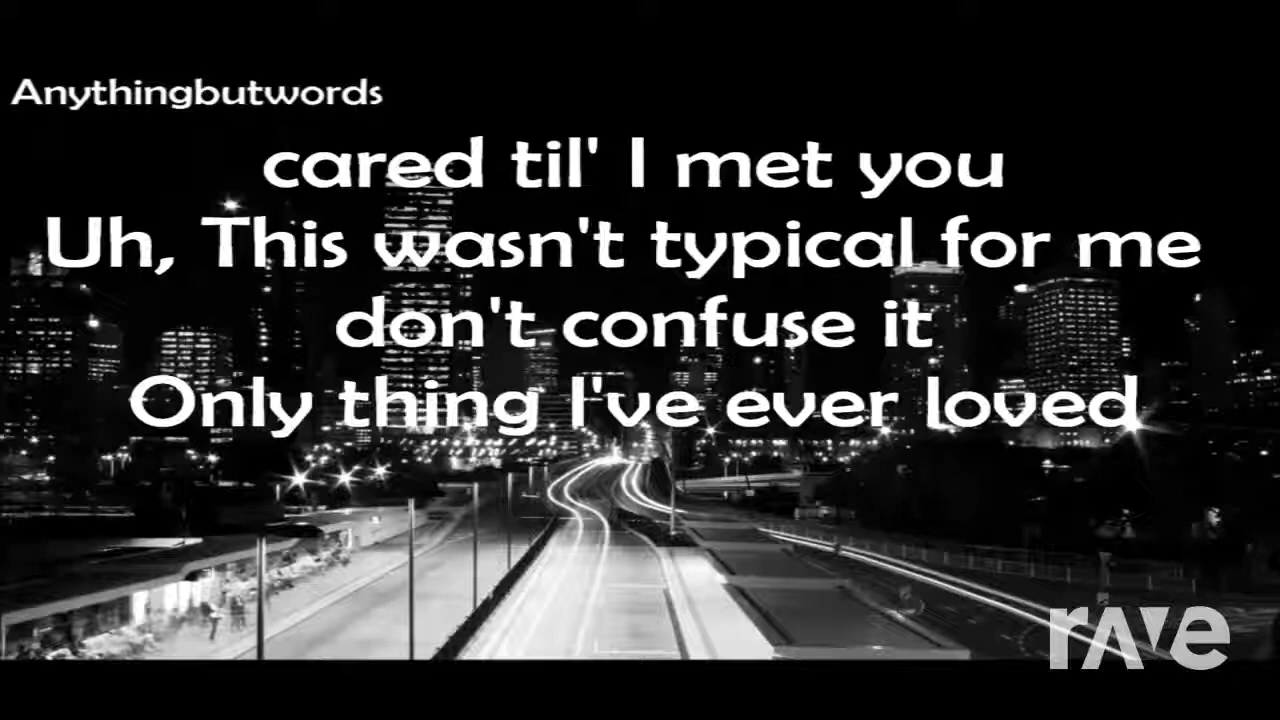 Anythingbutwords
cared til' I met you
Uh, This wasn't typical for me
don't confuse it
Only thing I've ever loved
rave